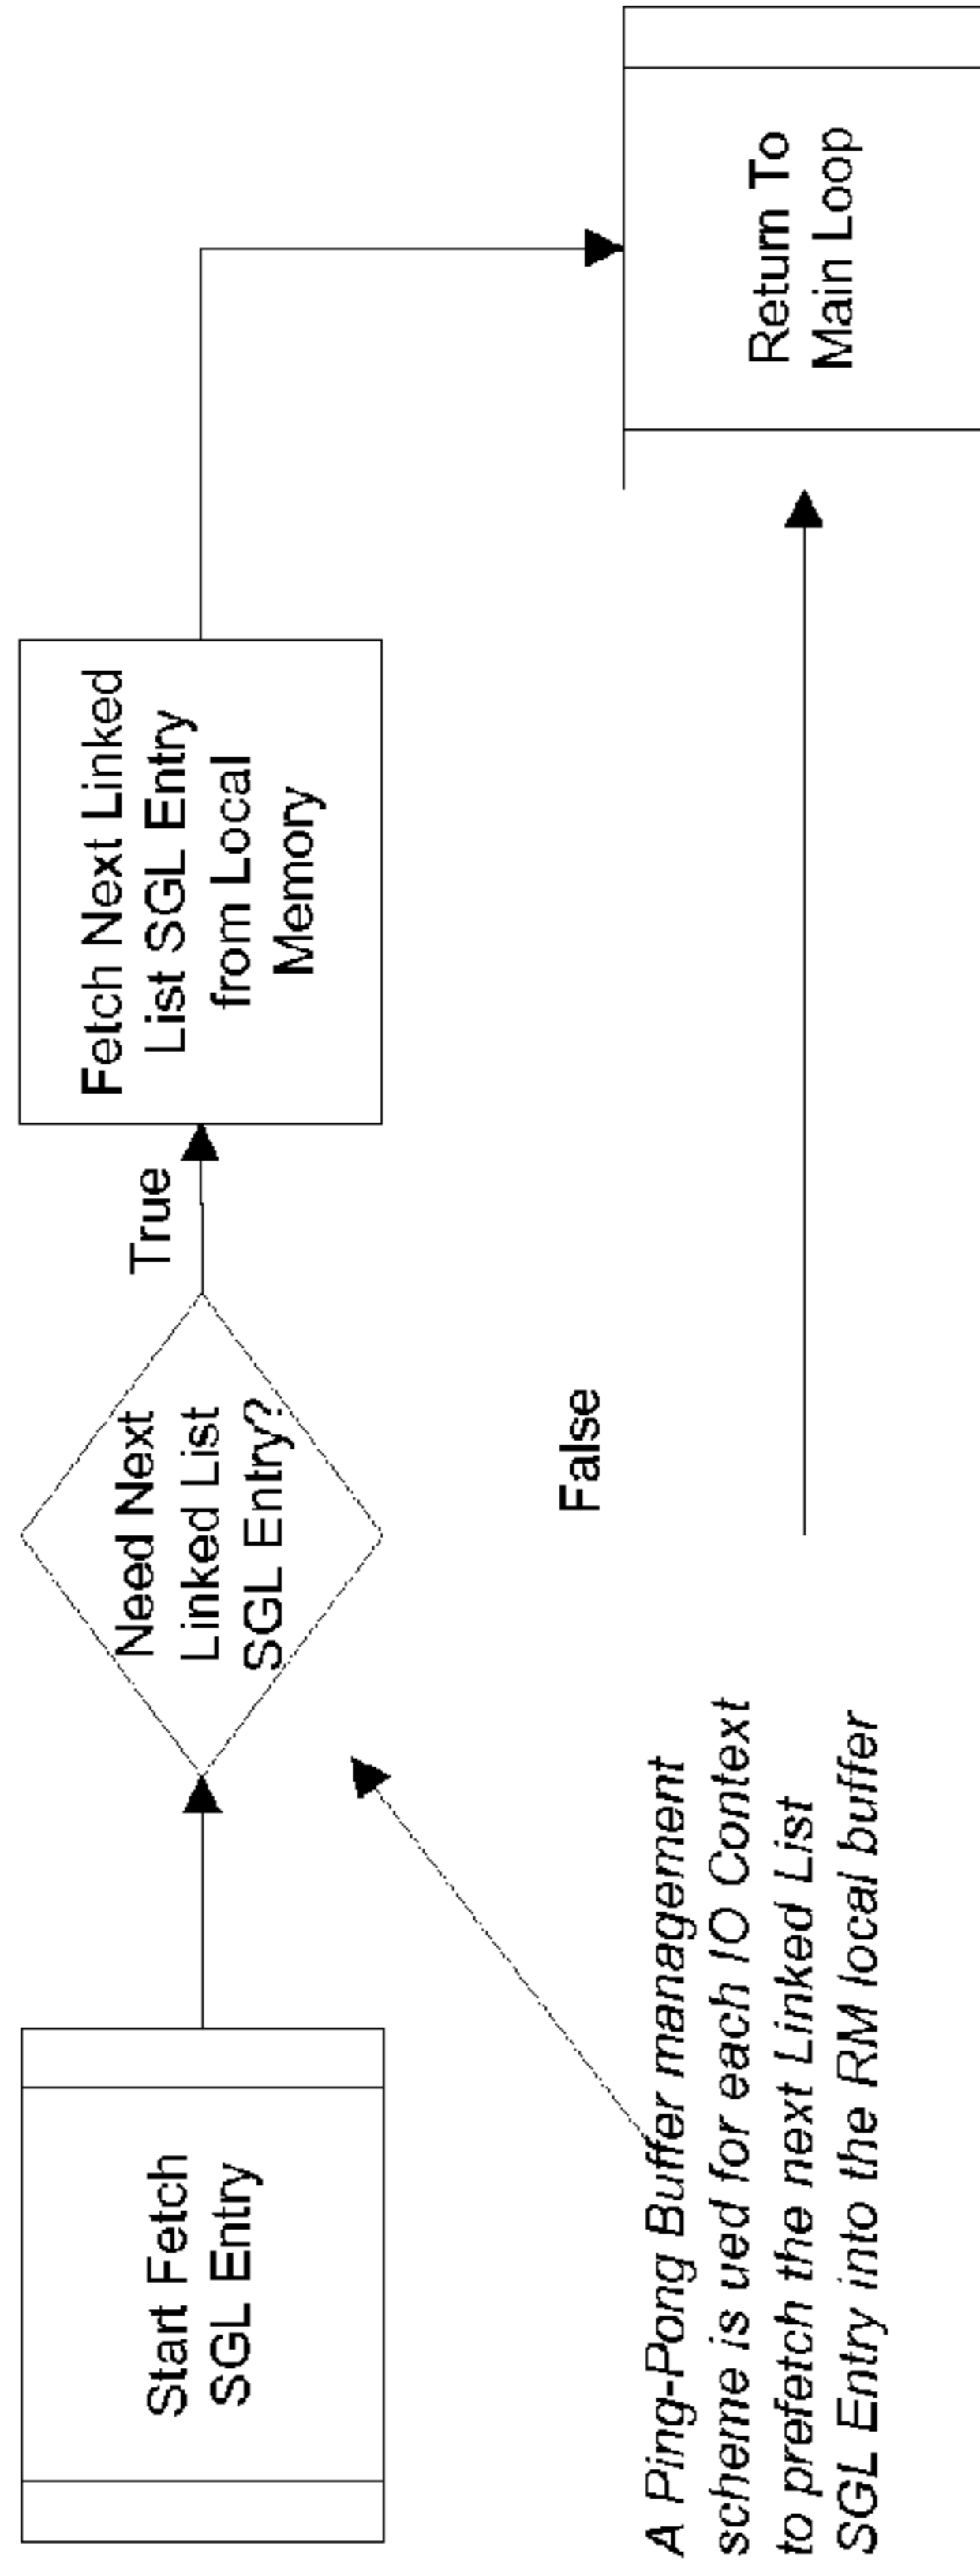 Start Fetch
SGL Entry
Need Next
Linked List
SGL Entry?
True
Fetch Next Linked
List SGL Entry
from Local
Memory
False
Return To
Main Loop
A Ping-Pong Buffer management
scheme is ued for each IO Context
to prefetch the next Linked List
SGL Entry into the RM local buffer